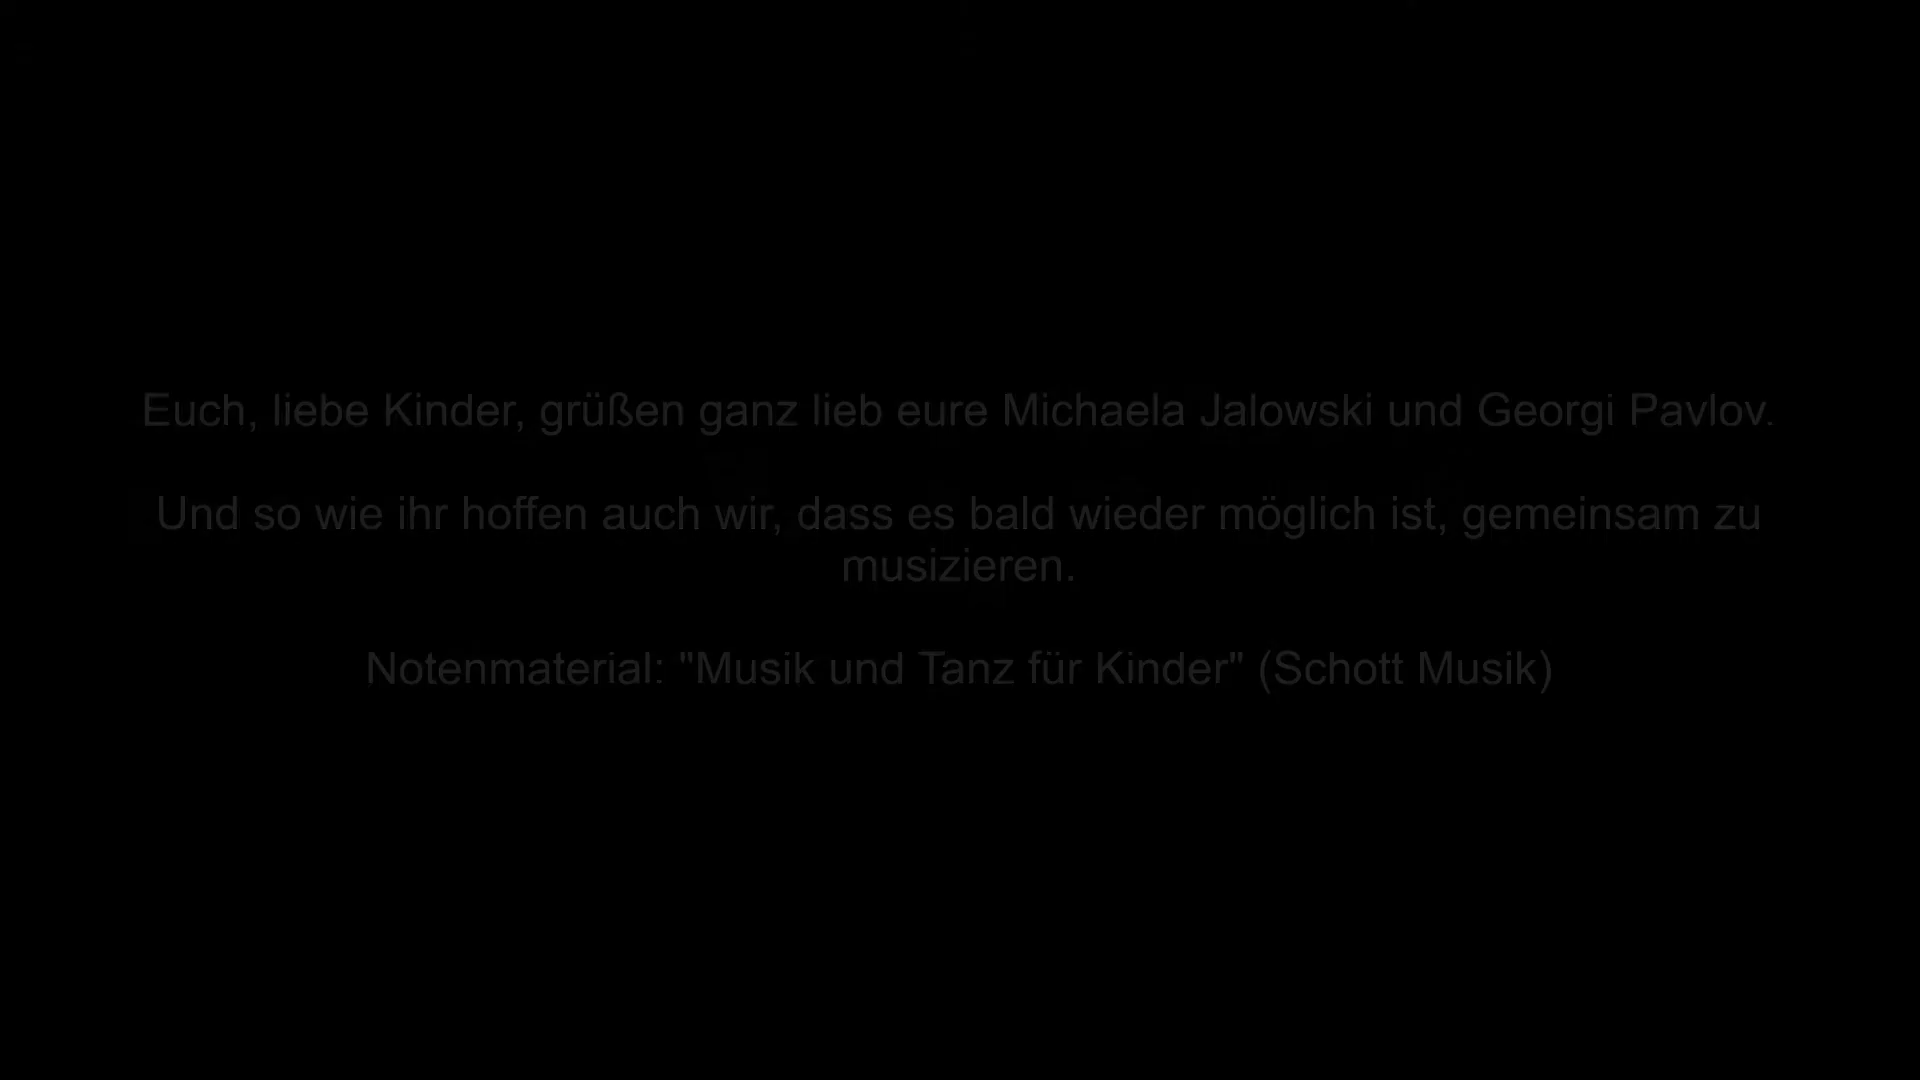 Euch, liebe Kinder, grüßen ganz lieb eure Michaela Jalowski und Georgi Pavlov.
Und so wie ihr hoffen auch wir, dass es bald wieder möglich ist, gemeinsam zu
musizieren.
Notenmaterial: "Musik und Tanz für Kinder" (Schott Musik)